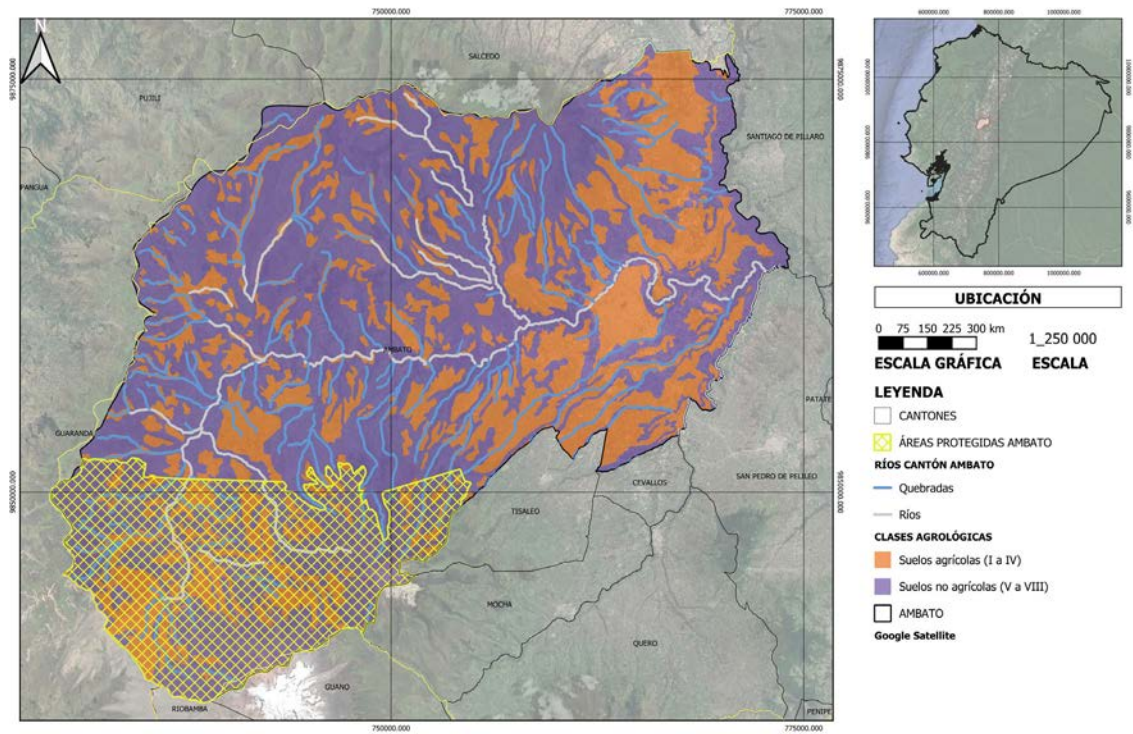 750000.000
775000.000
600000.000 800000.000 1000000.000
N
SALCEDO
9875000.000
9875000.000
PUJILI
SANTIAGO DE PILLARO
PANGUA
AMBATO
GUARANDA
PATATE
SAN PEDRO DE PELILEO
CEVALLOS
9850000.000
9850000.000
TISALEO
MOCHA
QUERO
GUANO
RIOBAMBA
PENIPE
750000.000
775000.000
600000.000 800000.000 1000000.000
UBICACIÓN
0 75 150 225 300 km
1_250 000
ESCALA GRÁFICA ESCALA
LEYENDA
CANTONES
ÁREAS PROTEGIDAS AMBATO
RÍOS CANTÓN AMBATO
Quebradas
Ríos
CLASES AGROLÓGICAS
Suelos agrícolas (I a IV)
Suelos no agrícolas (V a VIII)
AMBATO
Google Satellite